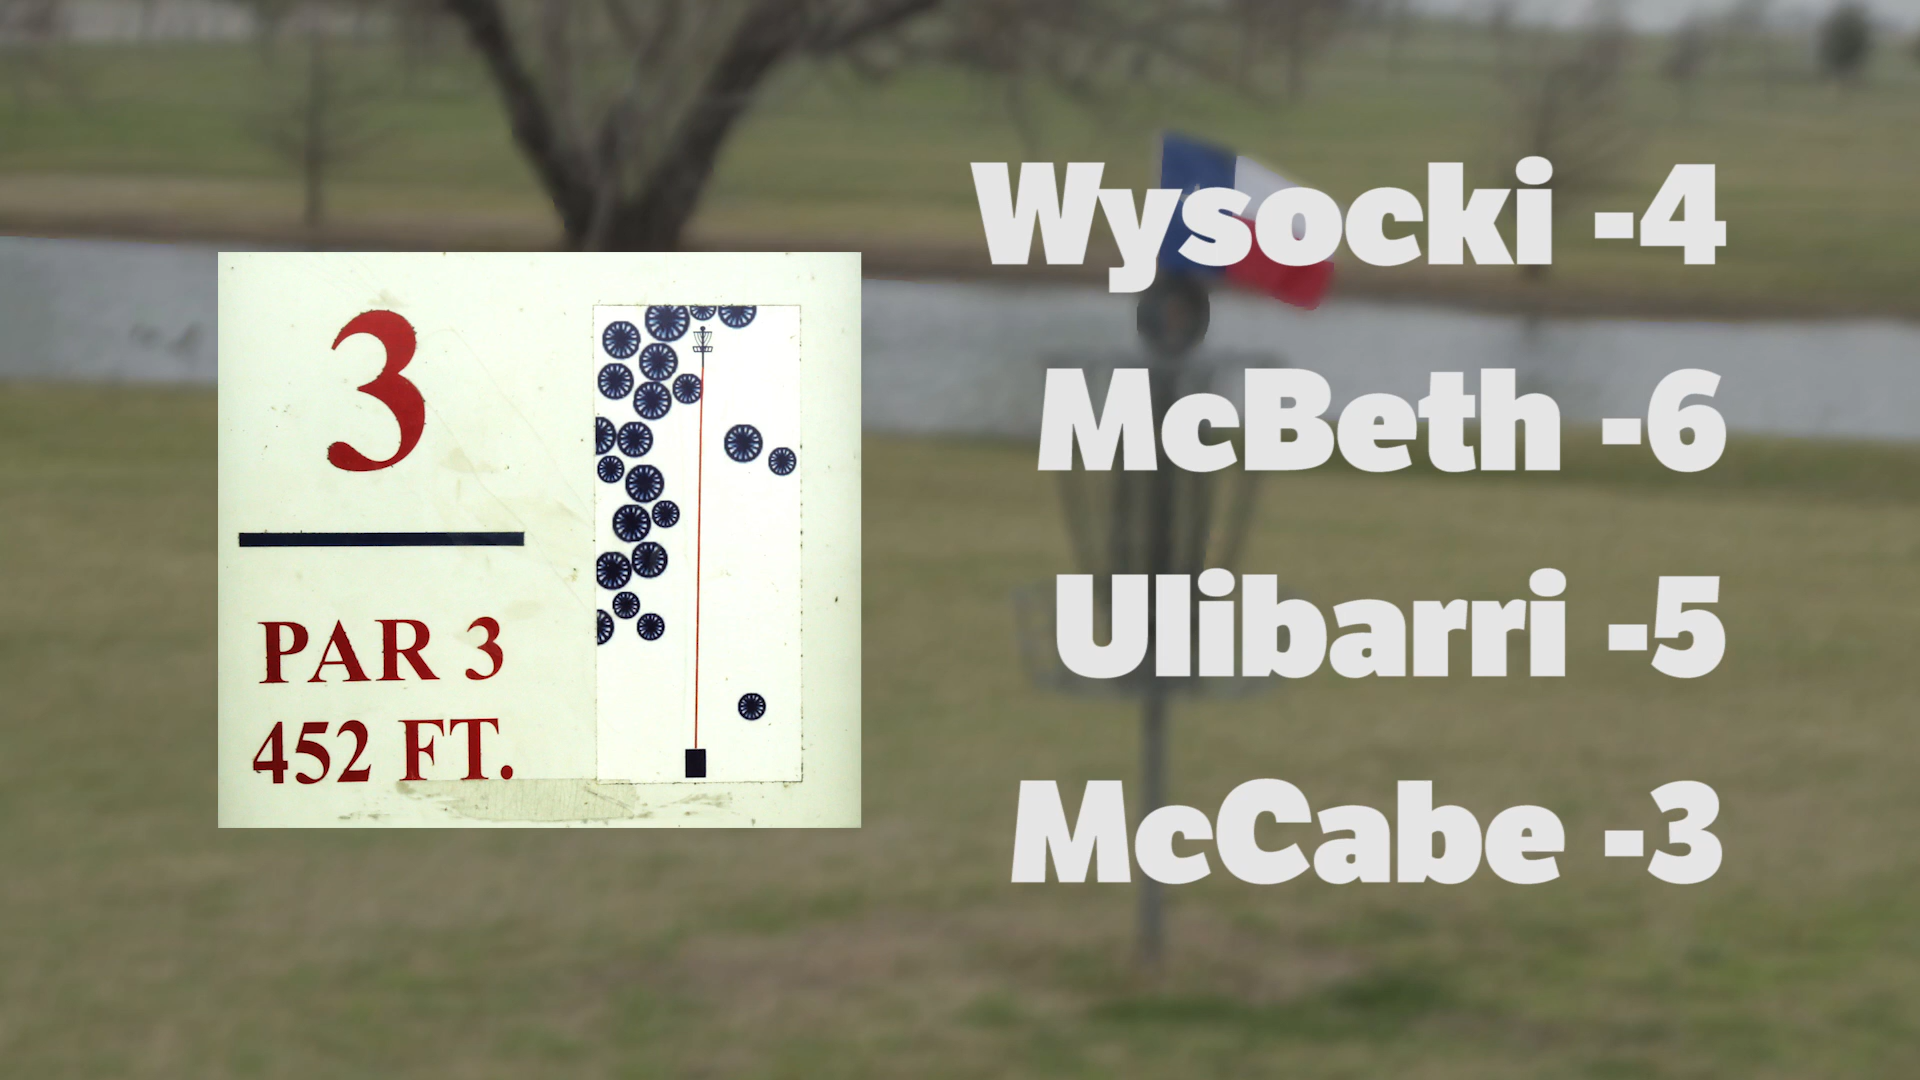 3
PAR 3
452 FT.
Wysocki -4
McBeth -6
Ulibarri -5
McCabe -3